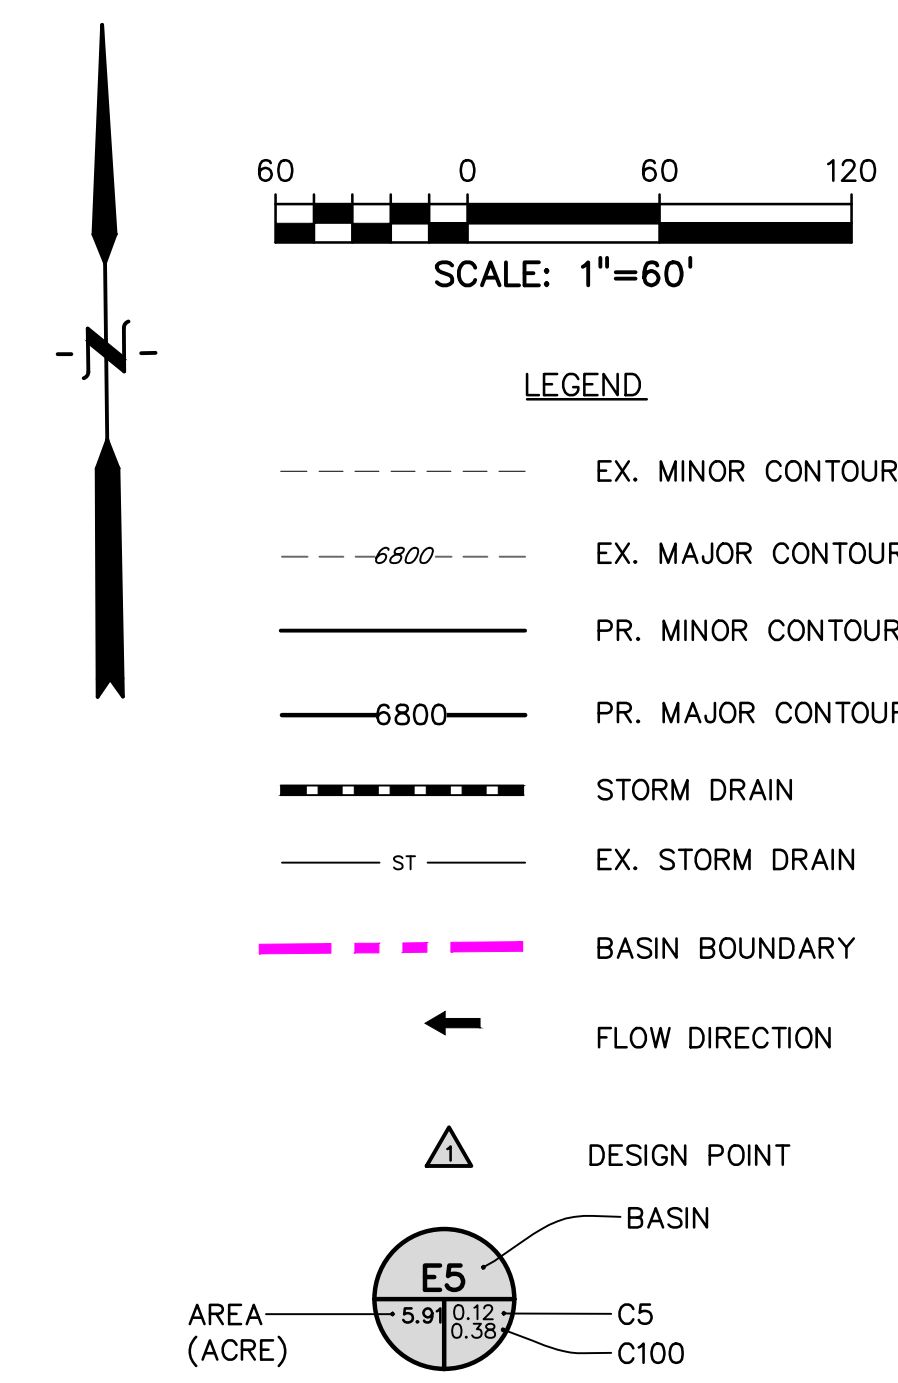 60 0 60 120
SCALE: 1"=60'
N
LEGEND
EX. MINOR CONTOUR
6800 EX. MAJOR CONTOUR
PR. MINOR CONTOUR
6800 PR. MAJOR CONTOUR
STORM DRAIN
ST EX. STORM DRAIN
BASIN BOUNDARY
FLOW DIRECTION
1 DESIGN POINT
BASIN
E5
AREA 5.91 0.12 C5
(ACRE) 0.38 C100